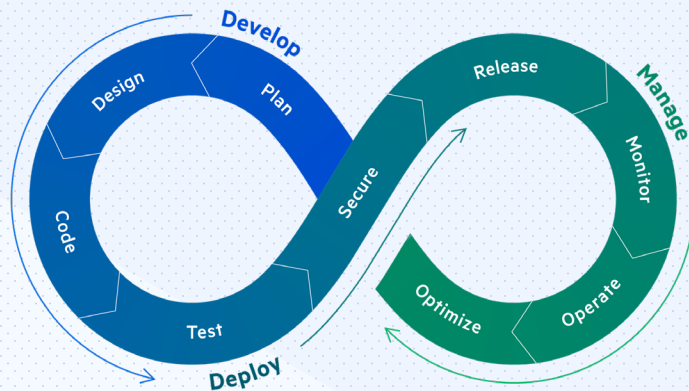 Develop
Plan
Design
Code
Test
Deploy
Secure
Release
Manage
Monitor
Operate
Optimize